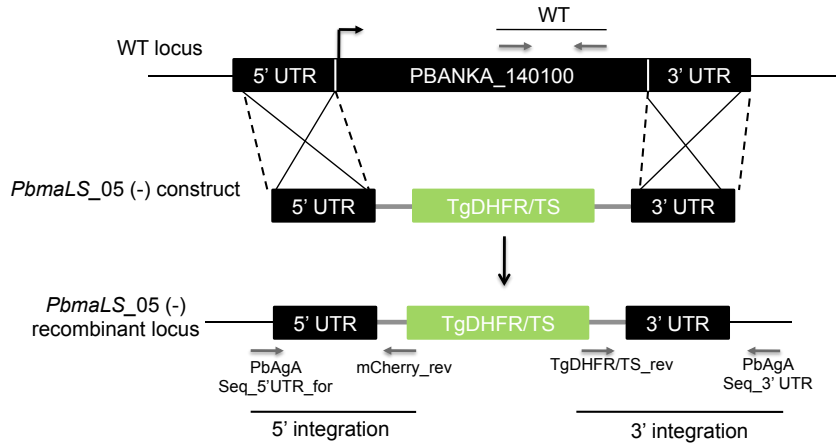 WT
WT locus
5' UTR
PBANKA_140100
3' UTR
PbmaLS_05 (-) construct
5' UTR
TgDHFR/TS
3' UTR
PbmaLS_05 (-)
recombinant locus
5' UTR
TgDHFR/TS
3' UTR
PbAgA
Seq_5'UTR_for
mCherry_rev
TgDHFR/TS_rev
PbAgA
Seq_3' UTR
5' integration
3' integration